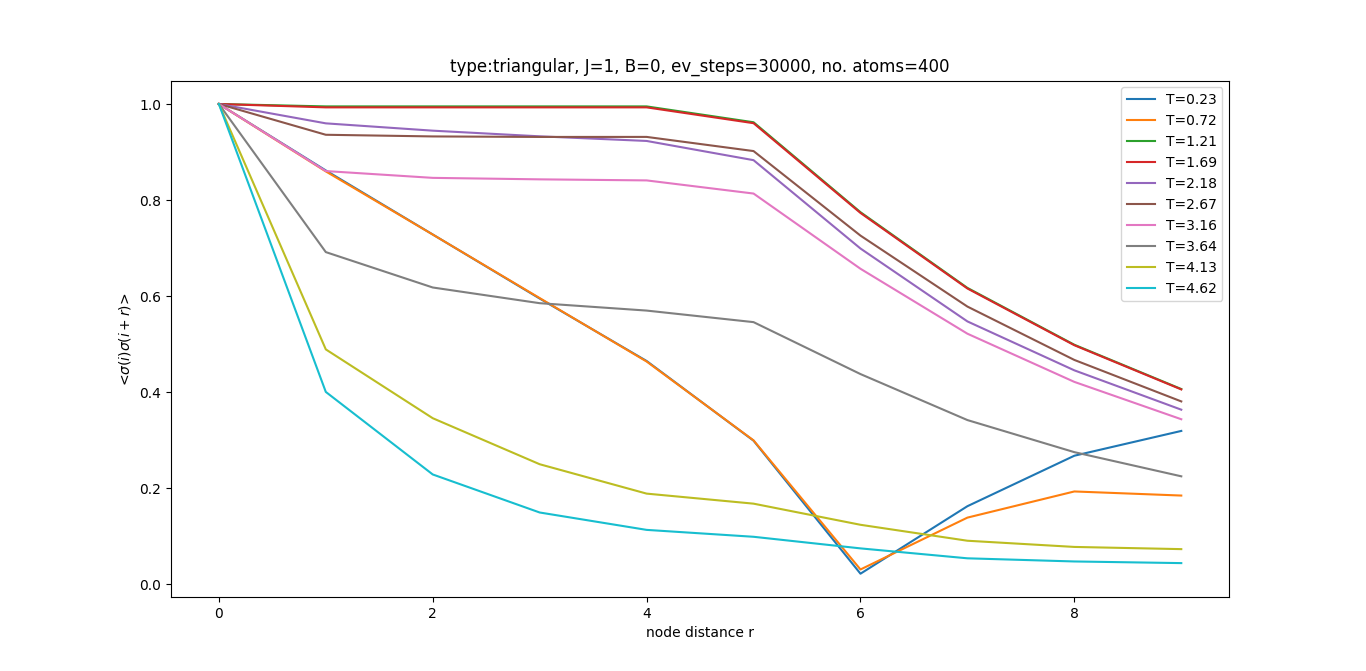 type:triangular, J=1, B=0, ev_steps=30000, no. atoms=400
T=0.23
T=0.72
T=1.21
T=1.69
T=2.18
T=2.67
T=3.16
T=3.64
T=4.13
T=4.62
<σ(i)σ(i + r)>
1.0
0.8
0.6
0.4
0.2
0.0
0 2 4 6 8
node distance r